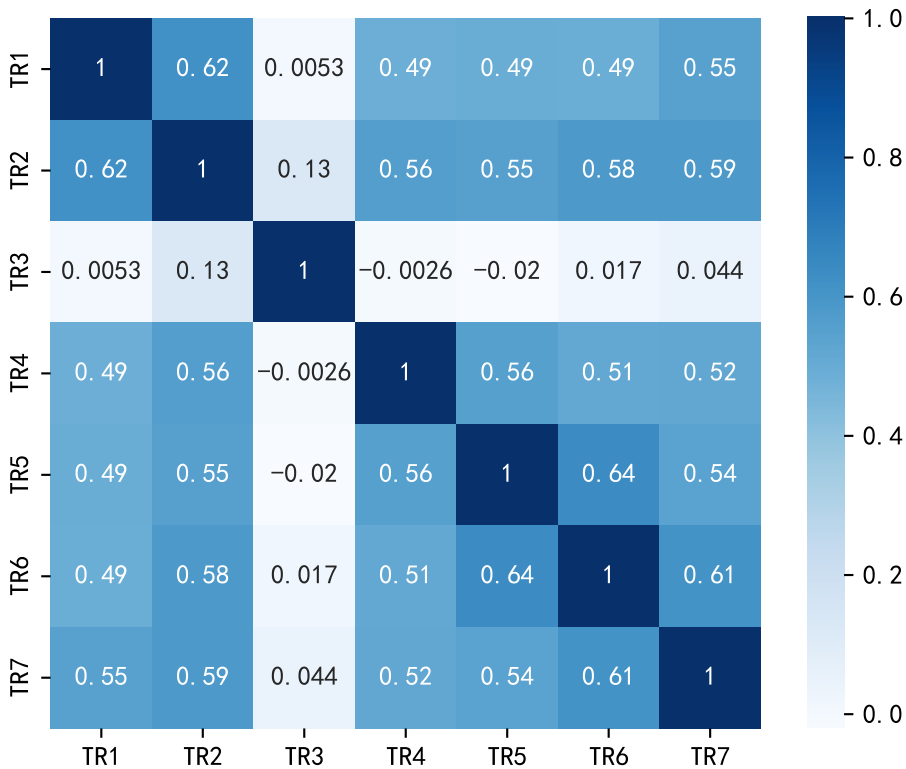 TR1 1 0.62 0.0053 0.49 0.49 0.49 0.55
TR2 0.62 1 0.13 0.56 0.55 0.58 0.59
TR3 0.0053 0.13 1 −0.0026 −0.02 0.017 0.044
TR4 0.49 0.56 −0.0026 1 0.56 0.51 0.52
TR5 0.49 0.55 −0.02 0.56 1 0.64 0.54
TR6 0.49 0.58 0.017 0.51 0.64 1 0.61
TR7 0.55 0.59 0.044 0.52 0.54 0.61 1
TR1 TR2 TR3 TR4 TR5 TR6 TR7
1.0
0.8
0.6
0.4
0.2
0.0